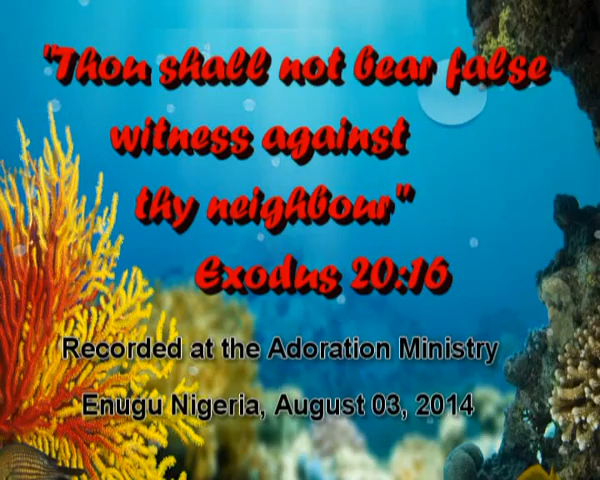 "Thou shall not bear false
witness against
thy neighbour"
Exodus 20:16
Recorded at the Adoration Ministry
Enugu Nigeria, August 03, 2014